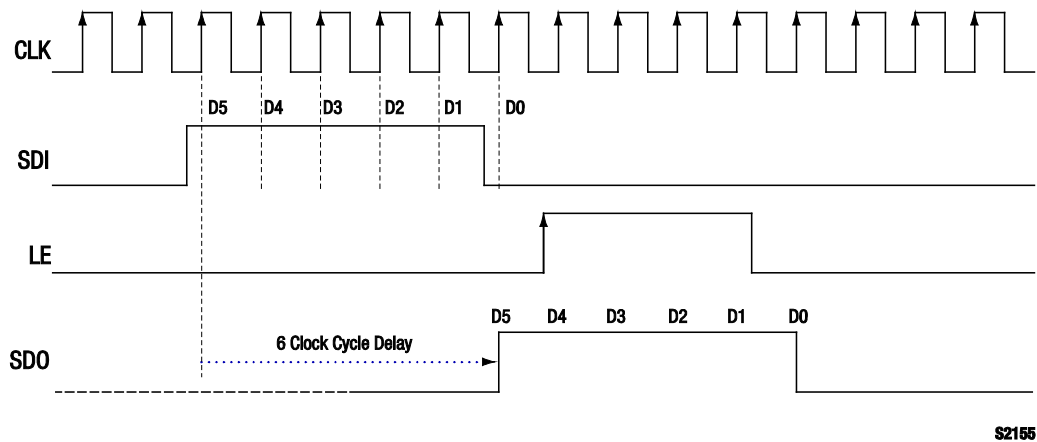 CLK
D5 D4 D3 D2 D1 D0
SDI
LE
D5 D4 D3 D2 D1 D0
6 Clock Cycle Delay
SDO
S2155